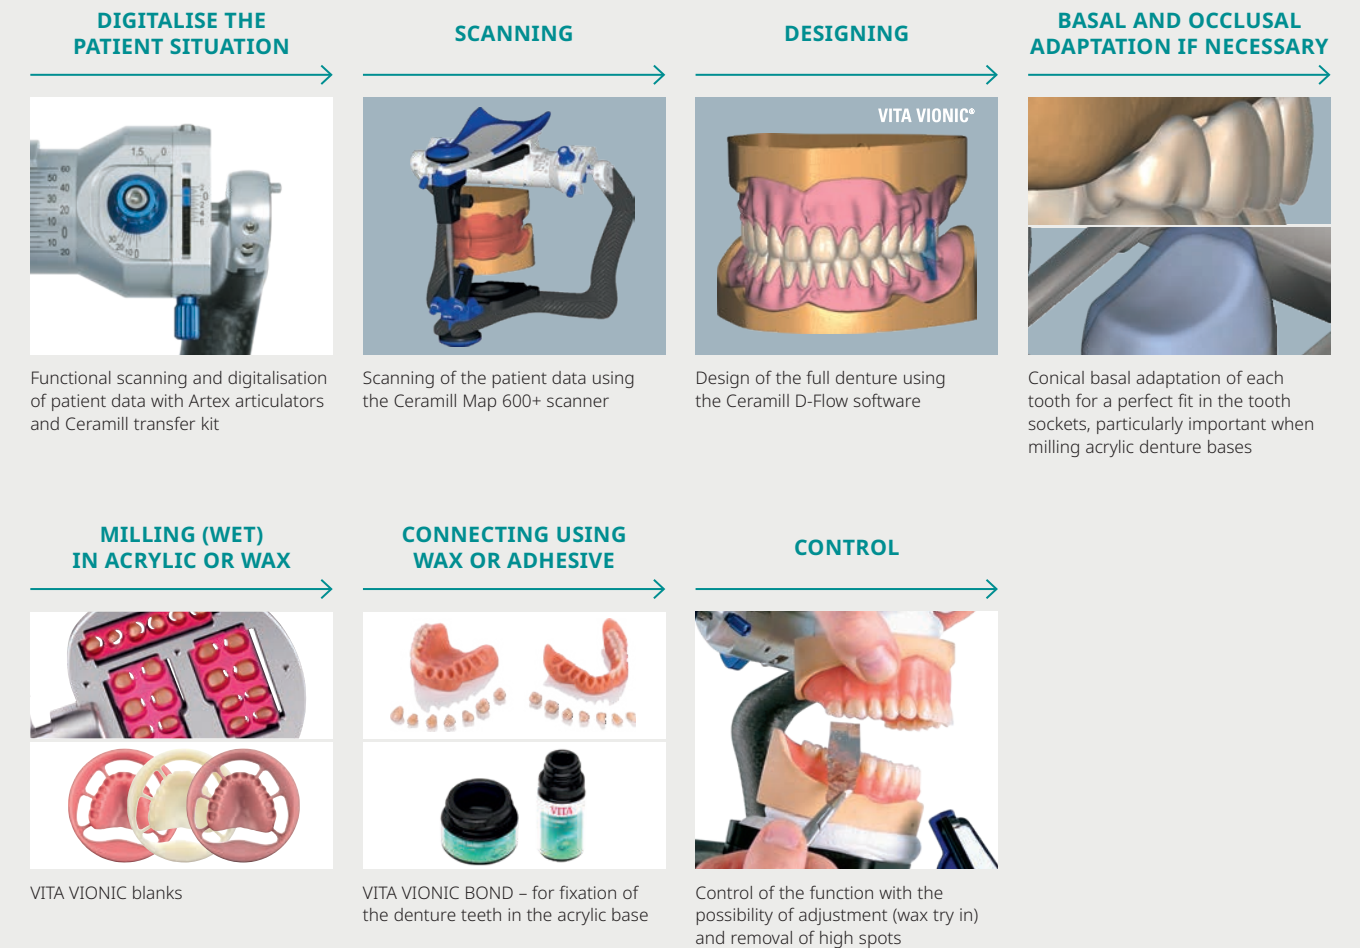 DIGITALISE THE
PATIENT SITUATION
Functional scanning and digitalisation
of patient data with Artex articulators
and Ceramill transfer kit
SCANNING
Scanning of the patient data using
the Ceramill Map 600+ scanner
DESIGNING
VITA VIONIC®
Design of the full denture using
the Ceramill D-Flow software
BASAL AND OCCLUSAL
ADAPTATION IF NECESSARY
Conical basal adaptation of each
tooth for a perfect fit in the tooth
sockets, particularly important when
milling acrylic denture bases
MILLING (WET)
IN ACRYLIC OR WAX
VITA VIONIC blanks
CONNECTING USING
WAX OR ADHESIVE
VITA
VITA VIONIC BOND – for fixation of
the denture teeth in the acrylic base
CONTROL
Control of the function with the
possibility of adjustment (wax try in)
and removal of high spots